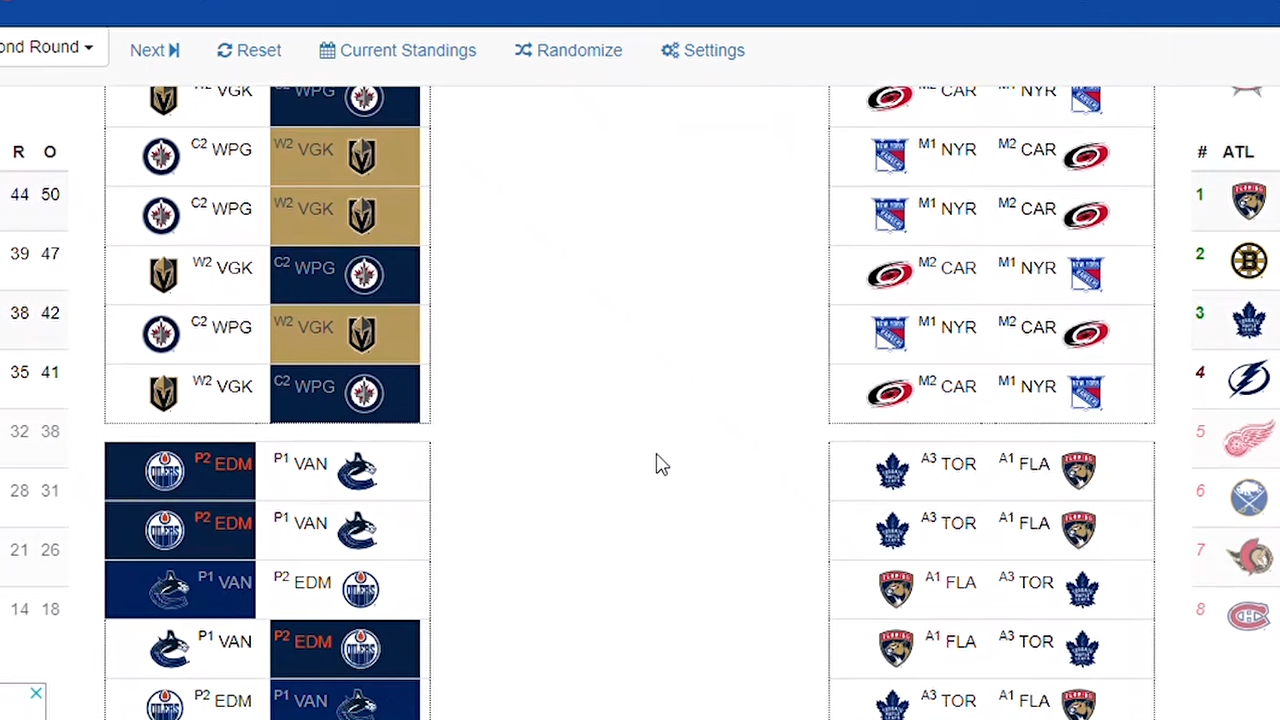 ond Round
Next Reset Current Standings Randomize Settings
W2 VGK C2 WPG M2 CAR M1 NYR
R O C2 WPG W2 VGK M1 NYR M2 CAR # ATL
44 50 C2 WPG W2 VGK M1 NYR M2 CAR 1
39 47 W2 VGK C2 WPG M2 CAR M1 NYR 2
38 42 C2 WPG W2 VGK M1 NYR M2 CAR 3
35 41 W2 VGK C2 WPG M2 CAR M1 NYR 4
32 38 5
P2 EDM P1 VAN A3 TOR A1 FLA
28 31 6
P2 EDM P1 VAN A3 TOR A1 FLA
21 26 7
P1 VAN P2 EDM A1 FLA A3 TOR
14 18 8
P1 VAN P2 EDM A1 FLA A3 TOR
P2 EDM P1 VAN A3 TOR A1 FLA